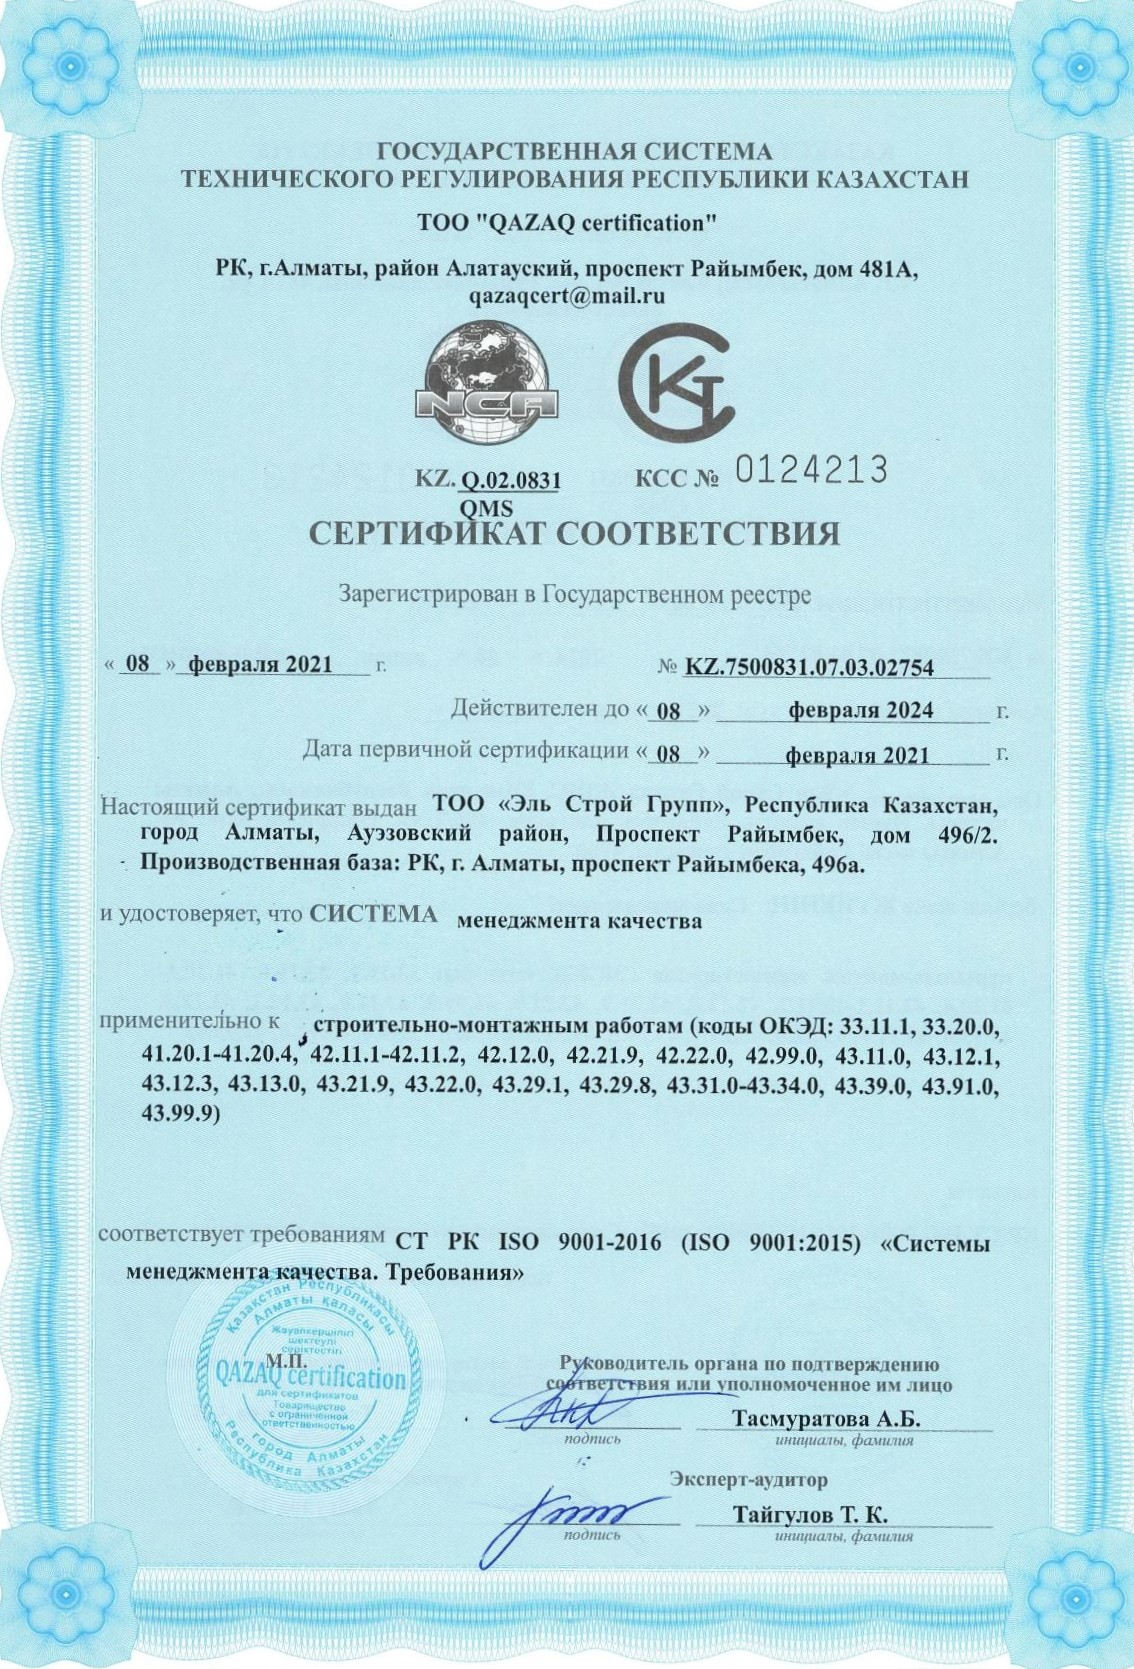 ГОСУДАРСТВЕННАЯ СИСТЕМА
ТЕХНИЧЕСКОГО РЕГУЛИРОВАНИЯ РЕСПУБЛИКИ КАЗАХСТАН
ТОО "QAZAQ certification"
РК, г.Алматы, район Алатауский, проспект Райымбек, дом 481А,
qazaqcert@mail.ru
NCA КСТ
KZ. Q.02.0831 КСС № 0124213
QMS
СЕРТИФИКАТ СООТВЕТСТВИЯ
Зарегистрирован в Государственном реестре
« 08 » февраля 2021 г. № KZ.7500831.07.03.02754
Действителен до « 08 » февраля 2024 г.
Дата первичной сертификации « 08 » февраля 2021 г.
Настоящий сертификат выдан ТОО «Эль Строй Групп», Республика Казахстан,
город Алматы, Ауэзовский район, Проспект Райымбек, дом 496/2.
Производственная база: РК, г. Алматы, проспект Райымбека, 496а.
и удостоверяет, что СИСТЕМА менеджмента качества
применительно к строительно-монтажным работам (коды ОКЭД: 33.11.1, 33.20.0,
41.20.1-41.20.4, 42.11.1-42.11.2, 42.12.0, 42.21.9, 42.22.0, 42.99.0, 43.11.0, 43.12.1,
43.12.3, 43.13.0, 43.21.9, 43.22.0, 43.29.1, 43.29.8, 43.31.0-43.34.0, 43.39.0, 43.91.0,
43.99.9)
соответствует требованиям СТ РК ISO 9001-2016 (ISO 9001:2015) «Системы
менеджмента качества. Требования»
Қазақстан Республикасы
Алматы қаласы
Жауапкершілігі
шектеулі
серіктестігі
М.П.
QAZAQ certification
для сертификатов
Товарищество
с ограниченной
ответственностью
город Алматы
Республика Казахстан
Руководитель органа по подтверждению
соответствия или уполномоченное им лицо
Тасмуратова А.Б.
подпись инициалы, фамилия
Эксперт-аудитор
Тайгулов Т. К.
подпись инициалы, фамилия